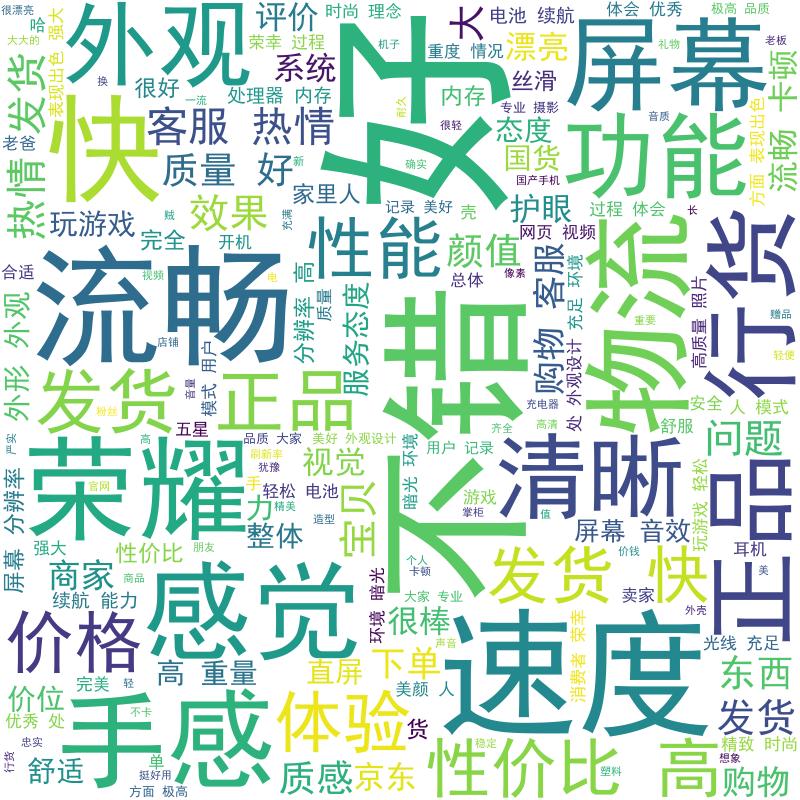 很漂亮
外观
评价
时尚 理念
大
电池 续航
体会 优秀
极高 品质
大大的
强大
荣幸 过程
机子
重度 情况
漂亮
屏幕
礼物
老板
发货
表现出色
很好
系统
处理器 内存
好
丝滑
卡顿
换
一流
快
客服 热情
耐久
内存
专业 摄影
音质
老爸
很轻
态度
功能
流畅
方面 表现出色
热情
质量 好
新
确实
国货
国产手机
家里人
效果
记录 美好
壳
护眼
过程 体会
长
玩游戏
贼
充满
完全
开机
性能
颜值
网页 视频
客服
物流
行货
流畅
合适
视频
电
高
总体
像素
环境
照片
外观
分辨率
质量
服务态度
不错
购物
充足
重要
高质量
赠品
外形
店铺
用户
外观设计
轻便
发货
粉丝
正品
音量
模式
充电器
处
安全
人 模式
五星
齐全
高清
舒服
问题
严实
荣耀
高
品质 大家
美好 外观设计
环境
用户 记录
清晰
正品
刷新率
犹豫
视觉
分辨率
官网
手
轻松 电池
暗光
游戏
轻松
力
精美
宝贝
掌柜
值
屏幕
造型
整体
屏幕 音效
玩游戏
强大
性价比
朋友
个人
价钱
耳机
商家
商品
感觉
卡顿
发货 快
美
续航 能力
暗光
大家 专业
卖家
外壳
价格
环境
很棒
速度
荣幸
光线 充足
声音
高 重量
直屏
下单
消费者
东西
价位
完美
轻
美颜 人
优秀 处
手感
不卡
体验
货
发货
忠实
稳定
精致 时尚
行货
舒适
单
挺好用
质感
京东
性价比 高
想象
塑料
购物
方面 极高